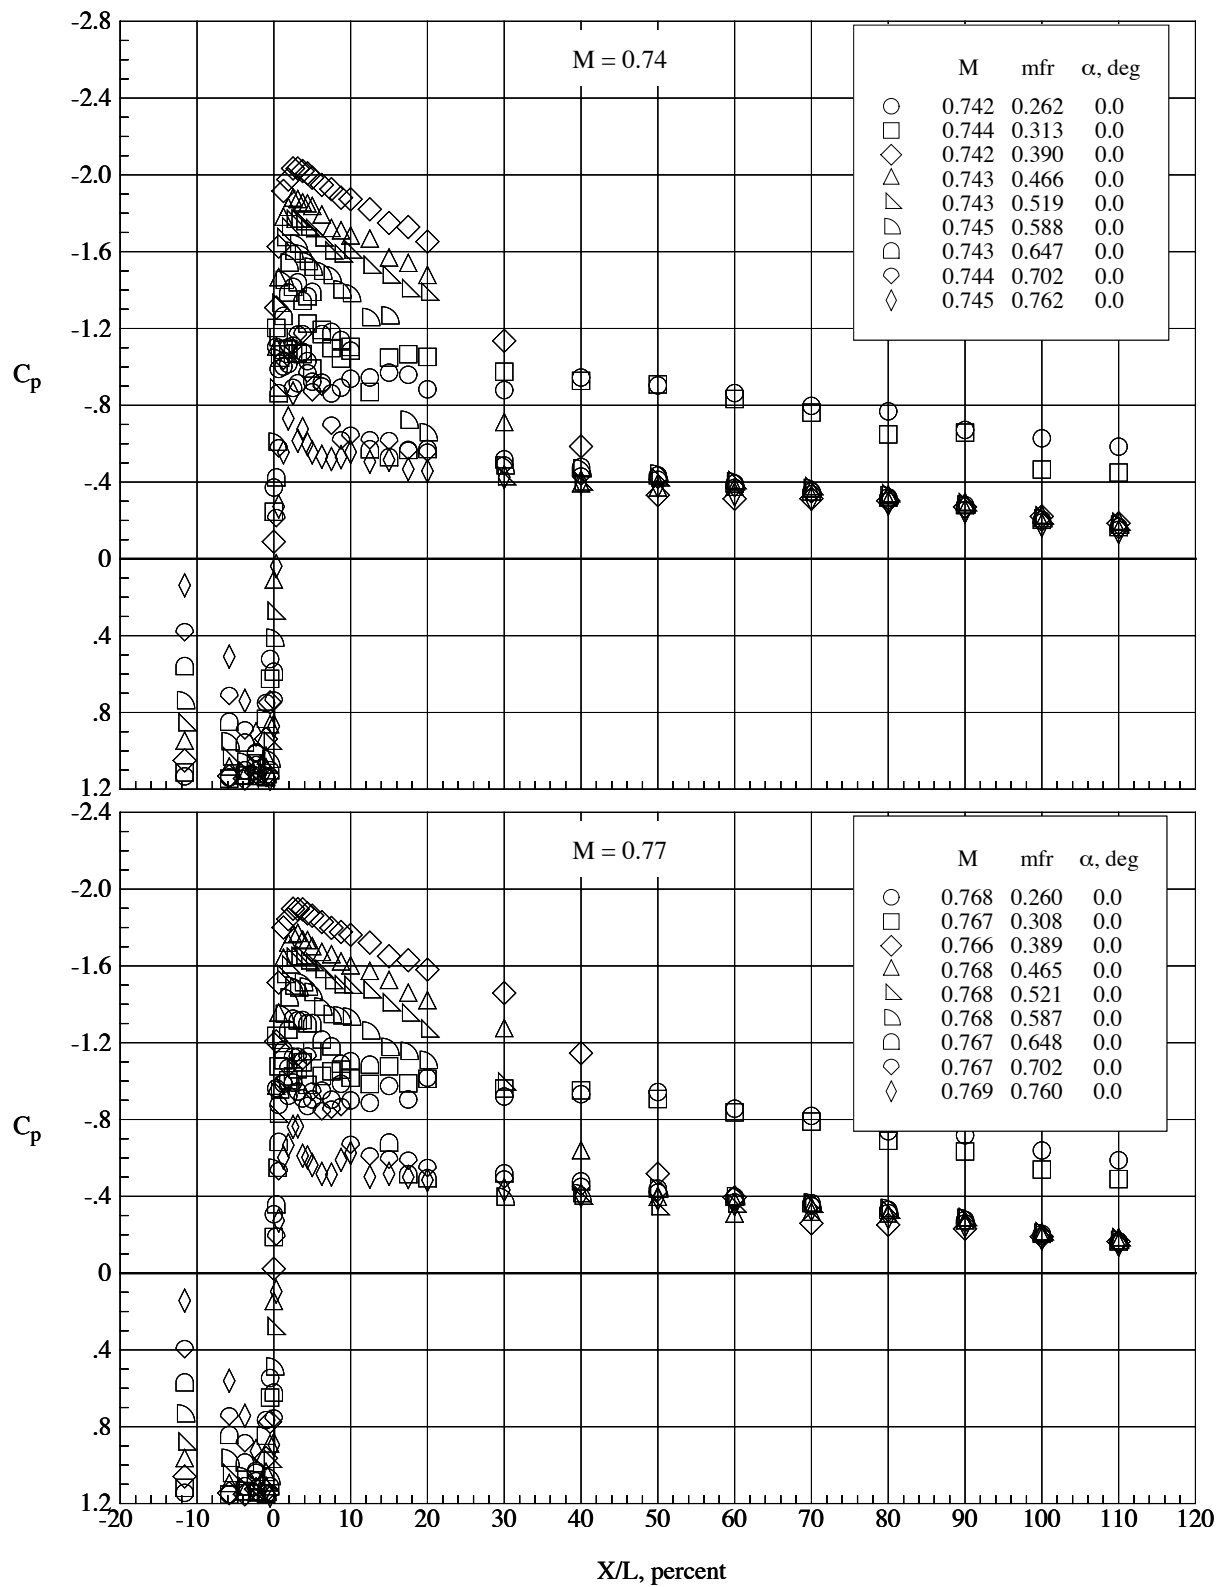 -2.8
M = 0.74
M mfr α, deg
0.742 0.262 0.0
0.744 0.313 0.0
0.742 0.390 0.0
0.743 0.466 0.0
0.743 0.519 0.0
0.745 0.588 0.0
0.743 0.647 0.0
0.744 0.702 0.0
0.745 0.762 0.0
-2.4
-2.0
-1.6
-1.2
Cp
-.8
-.4
0
.4
.8
1.2
-2.4
M = 0.77
M mfr α, deg
0.768 0.260 0.0
0.767 0.308 0.0
0.766 0.389 0.0
0.768 0.465 0.0
0.768 0.521 0.0
0.768 0.587 0.0
0.767 0.648 0.0
0.767 0.702 0.0
0.769 0.760 0.0
-2.0
-1.6
-1.2
Cp
-.8
-.4
0
.4
.8
1.2
-20 -10 0 10 20 30 40 50 60 70 80 90 100 110 120
X/L, percent